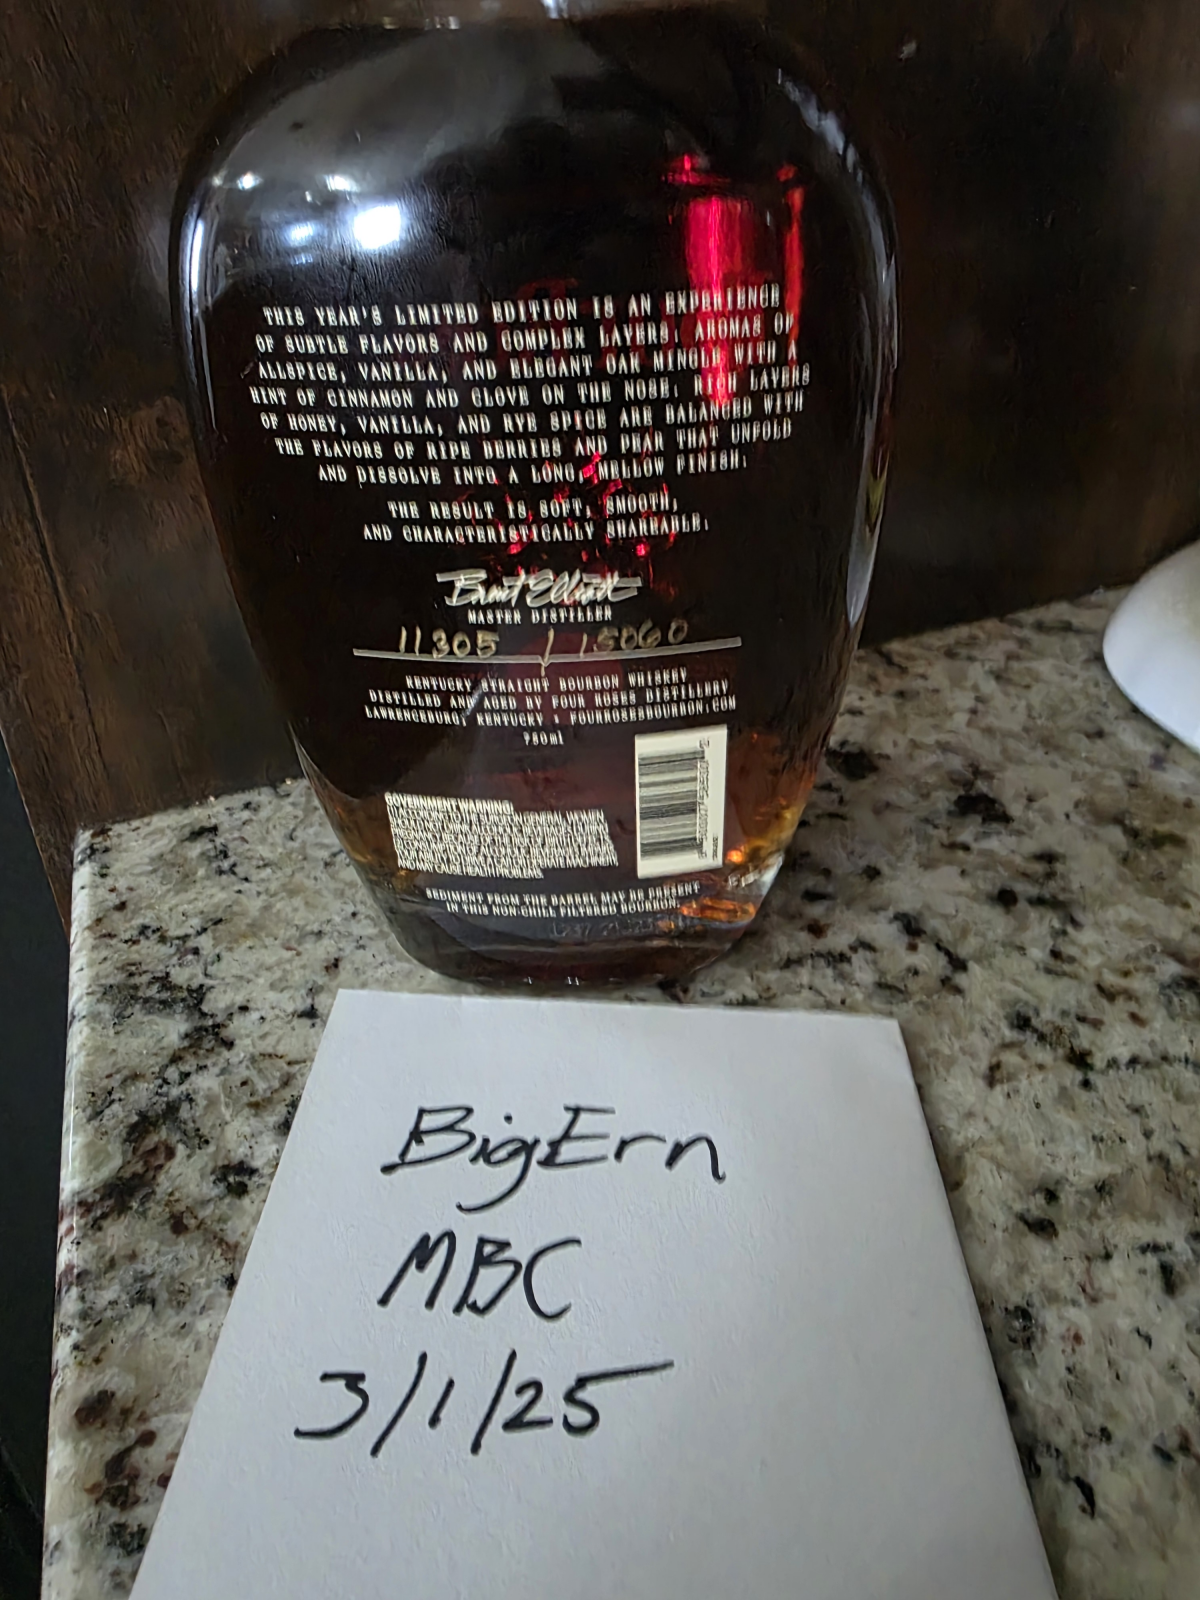 THIS YEAR'S LIMITED EDITION IS AN EXPERIENCE
OF SUBTLE FLAVORS AND COMPLEX LAYERS. AROMAS OF
ALLSPICE, VANILLA, AND ELEGANT OAK MINGLE WITH A
HINT OF CINNAMON AND CLOVE ON THE NOSE. RICH LAYERS
OF HONEY, VANILLA, AND RYE SPICE ARE BALANCED WITH
THE FLAVORS OF RIPE BERRIES AND PEAR THAT UNFOLD
AND DISSOLVE INTO A LONG, MELLOW FINISH.
THE RESULT IS SOFT, SMOOTH,
AND CHARACTERISTICALLY SHAREABLE.
Brent Elliott
MASTER DISTILLER
11305 / 15060
KENTUCKY STRAIGHT BOURBON WHISKEY
DISTILLED AND AGED BY FOUR ROSES DISTILLERY
LAWRENCEBURG, KENTUCKY | FOURROSESBOURBON.COM
750ml
GOVERNMENT WARNING:
AND MAY CAUSE HEALTH PROBLEMS.
SEDIMENT FROM THE BARREL MAY BE PRESENT
IN THIS NON-CHILL FILTERED BOURBON
BigErn
MBC
3/1/25